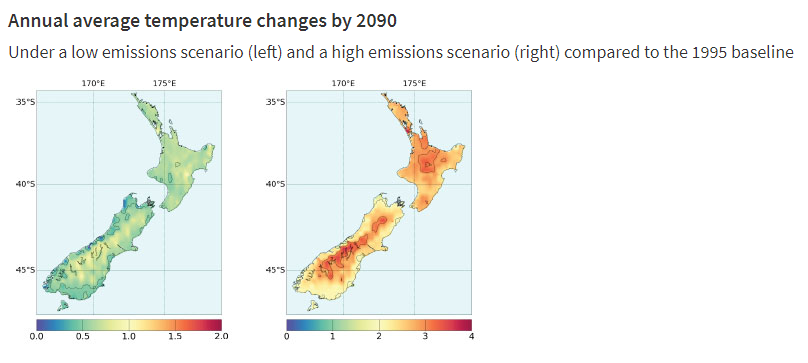 Annual average temperature changes by 2090
Under a low emissions scenario (left) and a high emissions scenario (right) compared to the 1995 baseline
170°E 175°E
170°E 175°E
35°S
35°S
40°S
40°S
45°S
45°S
0.0 0.5 1.0 1.5 2.0
0 1 2 3 4